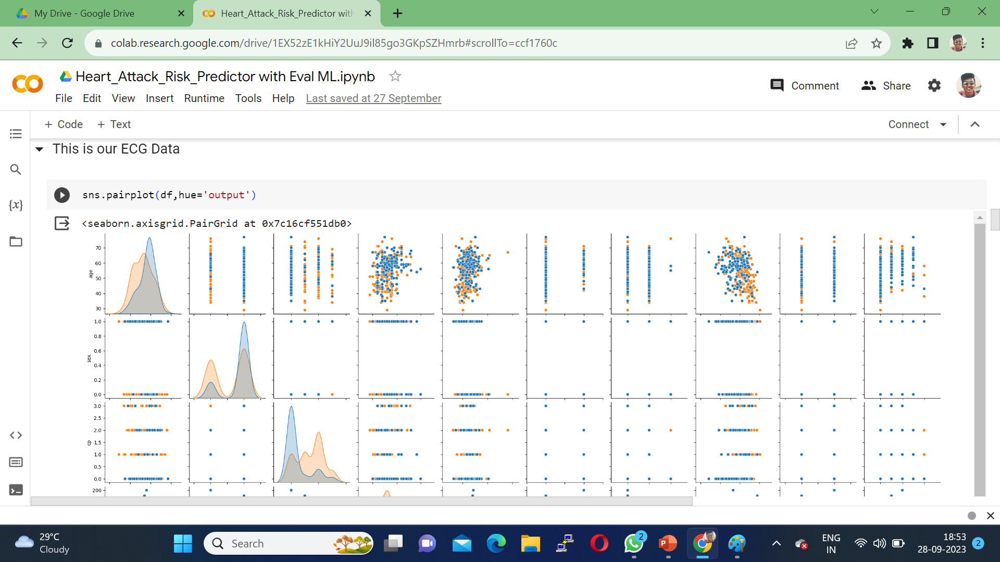 My Drive - Google Drive
Heart_Attack_Risk_Predictor with
colab.research.google.com/drive/1EX52zE1kHiY2UuJ9il85go3GKpSZHmrb#scrollTo=ccf1760c
Heart_Attack_Risk_Predictor with Eval ML.ipynb
Comment
Share
File Edit View Insert Runtime Tools Help Last saved at 27 September
+ Code + Text
Connect
This is our ECG Data
{x}
sns.pairplot(df,hue='output')
<seaborn.axisgrid.PairGrid at 0x7c16cf551db0>
70
60
50
40
30
age
1.0
0.8
0.6
0.4
0.2
0.0
sex
3.0
2.5
2.0
1.5
1.0
0.5
0.0
cp
200
29°C
Cloudy
Search
2
P
ENG
IN
18:53
28-09-2023
2